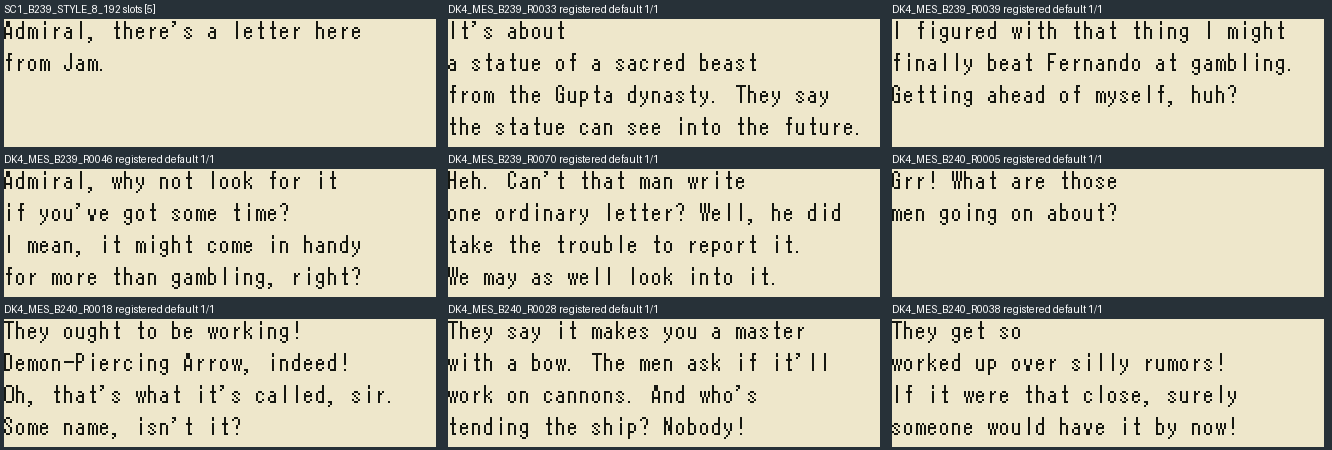 SC1_B239_STYLE_8_192 slots [5]
Admiral, there's a letter here
from Jam.
DK4_MES_B239_R0033 registered default 1/1
It's about
a statue of a sacred beast
from the Gupta dynasty. They say
the statue can see into the future.
DK4_MES_B239_R0039 registered default 1/1
I figured with that thing I might
finally beat Fernando at gambling.
Getting ahead of myself, huh?
DK4_MES_B239_R0046 registered default 1/1
Admiral, why not look for it
if you've got some time?
I mean, it might come in handy
for more than gambling, right?
DK4_MES_B239_R0070 registered default 1/1
Heh. Can't that man write
one ordinary letter? Well, he did
take the trouble to report it.
We may as well look into it.
DK4_MES_B240_R0005 registered default 1/1
Grr! What are those
men going on about?
DK4_MES_B240_R0018 registered default 1/1
They ought to be working!
Demon-Piercing Arrow, indeed!
Oh, that's what it's called, sir.
Some name, isn't it?
DK4_MES_B240_R0028 registered default 1/1
They say it makes you a master
with a bow. The men ask if it'll
work on cannons. And who's
tending the ship? Nobody!
DK4_MES_B240_R0038 registered default 1/1
They get so
worked up over silly rumors!
If it were that close, surely
someone would have it by now!